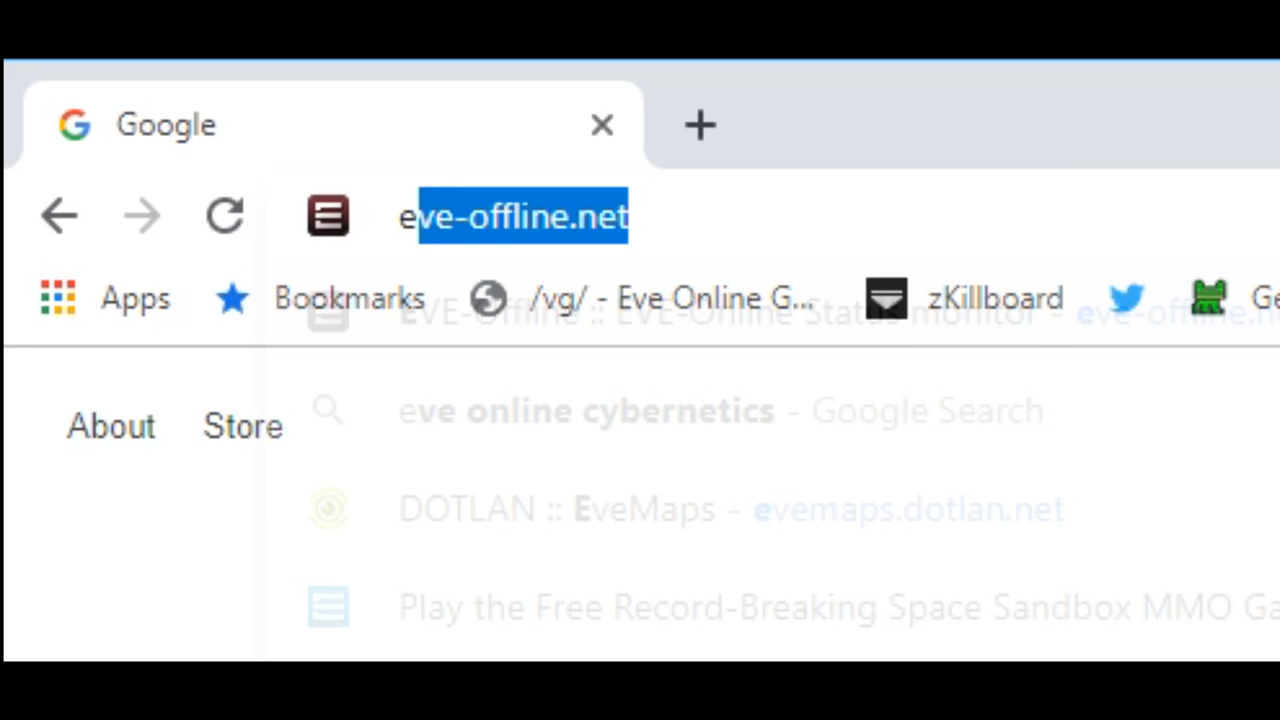 Google
eve-offline.net
Apps Bookmarks /vg/ - Eve Online G... zKillboard Ge
EVE-Offline :: EVE-Online Status monitor - eve-offline.n
eve online cybernetics - Google Search
About Store
DOTLAN :: EveMaps - evemaps.dotlan.net
Play the Free Record-Breaking Space Sandbox MMO Ga